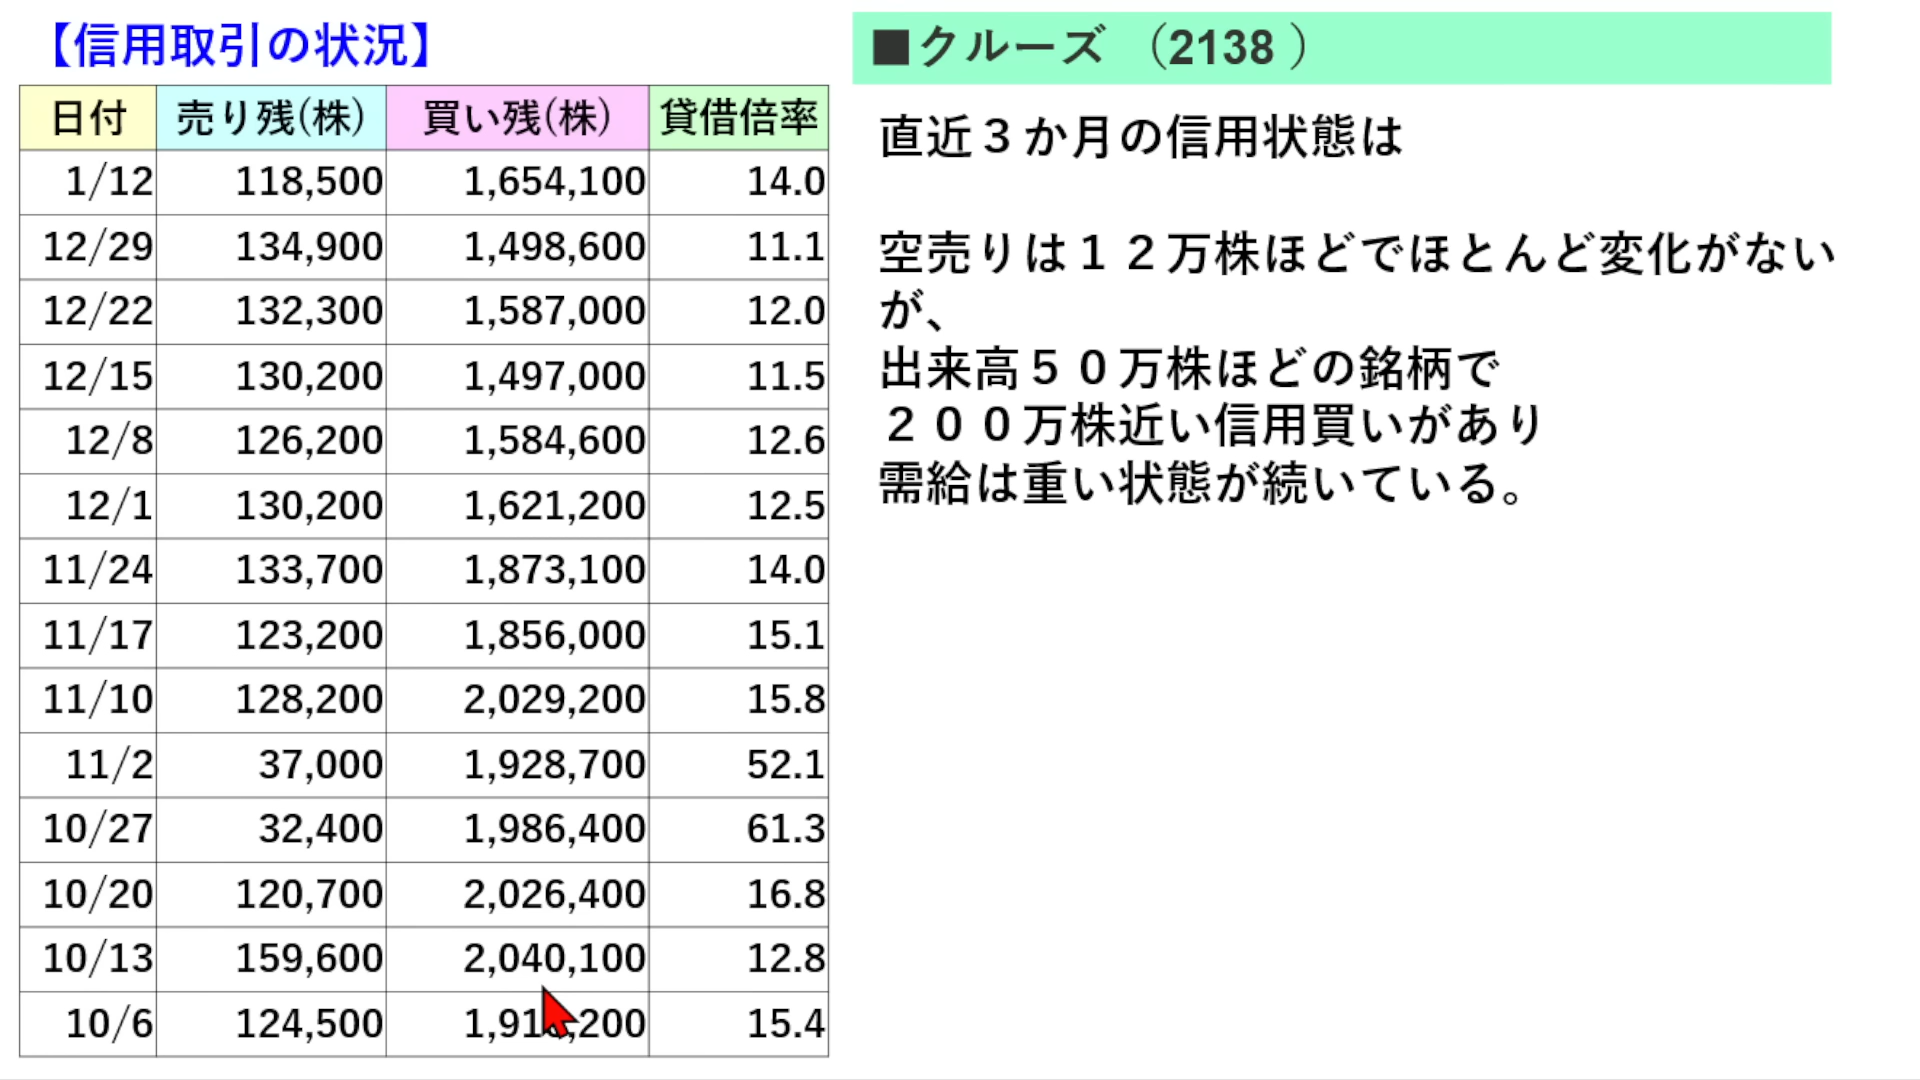 【信用取引の状況】
日付 売り残(株) 買い残(株) 貸借倍率
1/12 118,500 1,654,100 14.0
12/29 134,900 1,498,600 11.1
12/22 132,300 1,587,000 12.0
12/15 130,200 1,497,000 11.5
12/8 126,200 1,584,600 12.6
12/1 130,200 1,621,200 12.5
11/24 133,700 1,873,100 14.0
11/17 123,200 1,856,000 15.1
11/10 128,200 2,029,200 15.8
11/2 37,000 1,928,700 52.1
10/27 32,400 1,986,400 61.3
10/20 120,700 2,026,400 16.8
10/13 159,600 2,040,100 12.8
10/6 124,500 15.4
■クルーズ （2138 ）
直近３か月の信用状態は
空売りは１２万株ほどでほとんど変化がない
が、
出来高５０万株ほどの銘柄で
２００万株近い信用買いがあり
需給は重い状態が続いている。